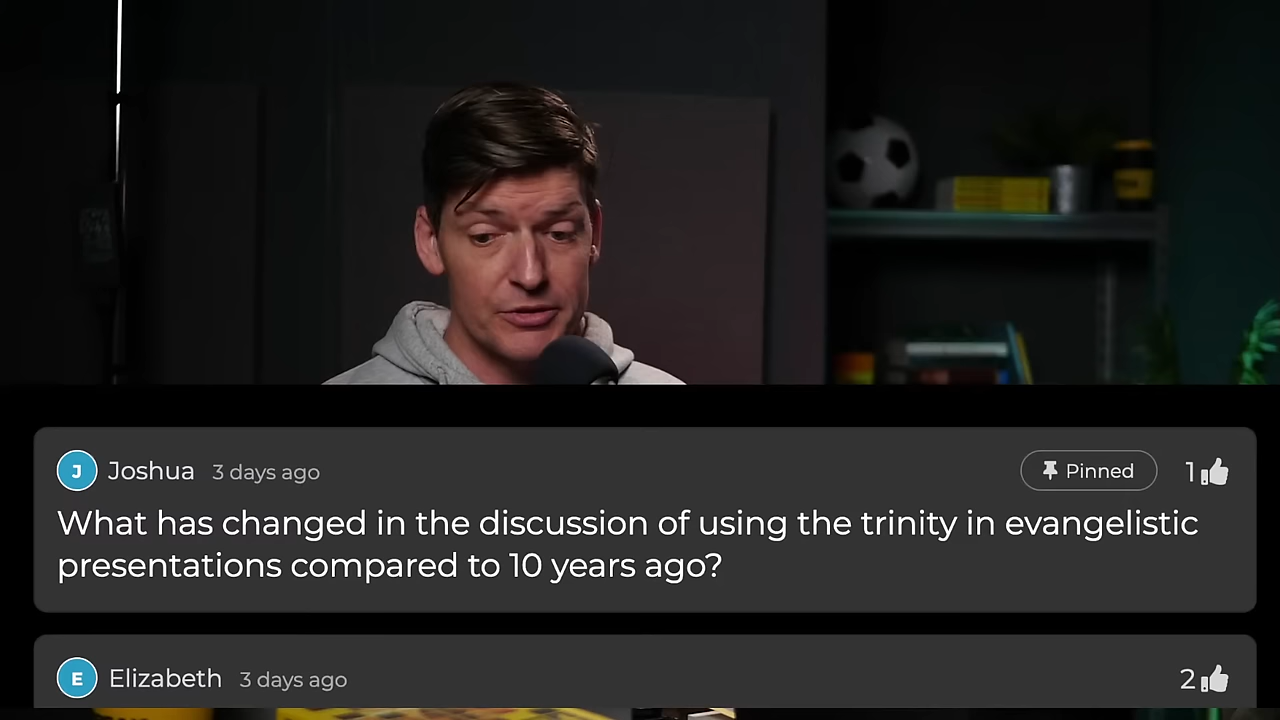 J Joshua 3 days ago Pinned 1
What has changed in the discussion of using the trinity in evangelistic
presentations compared to 10 years ago?
E Elizabeth 3 days ago 2